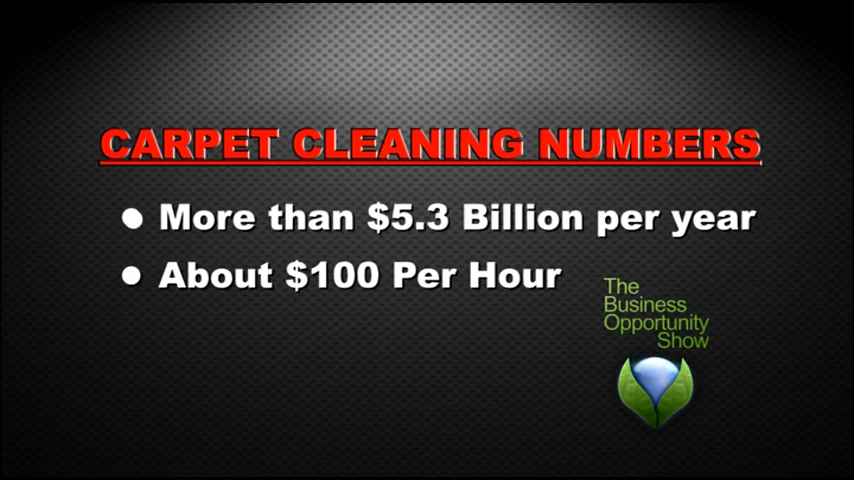 CARPET CLEANING NUMBERS
More than $5.3 Billion per year
About $100 Per Hour
The
Business
Opportunity
Show